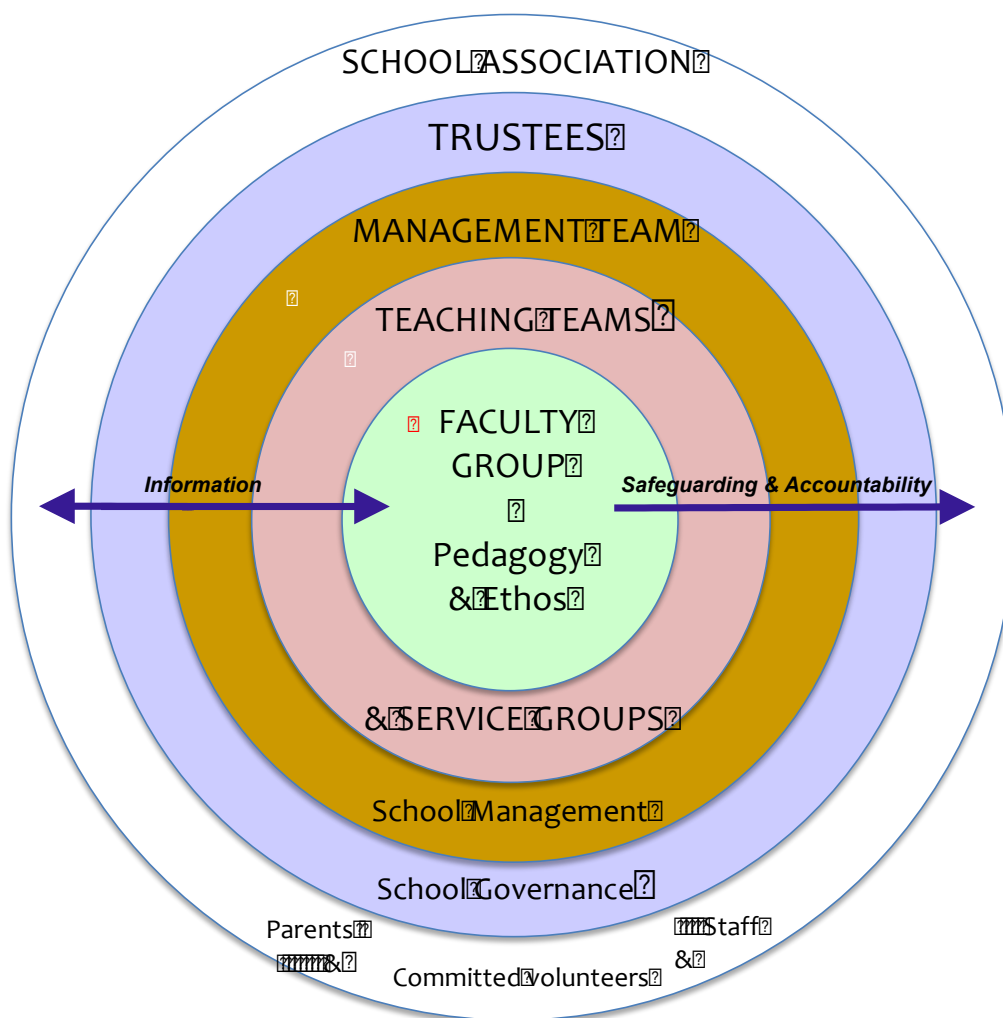 SCHOOL ASSOCIATION
TRUSTEES
MANAGEMENT TEAM
TEACHING TEAMS
FACULTY
GROUP
Information
Safeguarding & Accountability
Pedagogy
& Ethos
& SERVICE GROUPS
School Management
School Governance
Parents
&
Staff
&
Committed volunteers